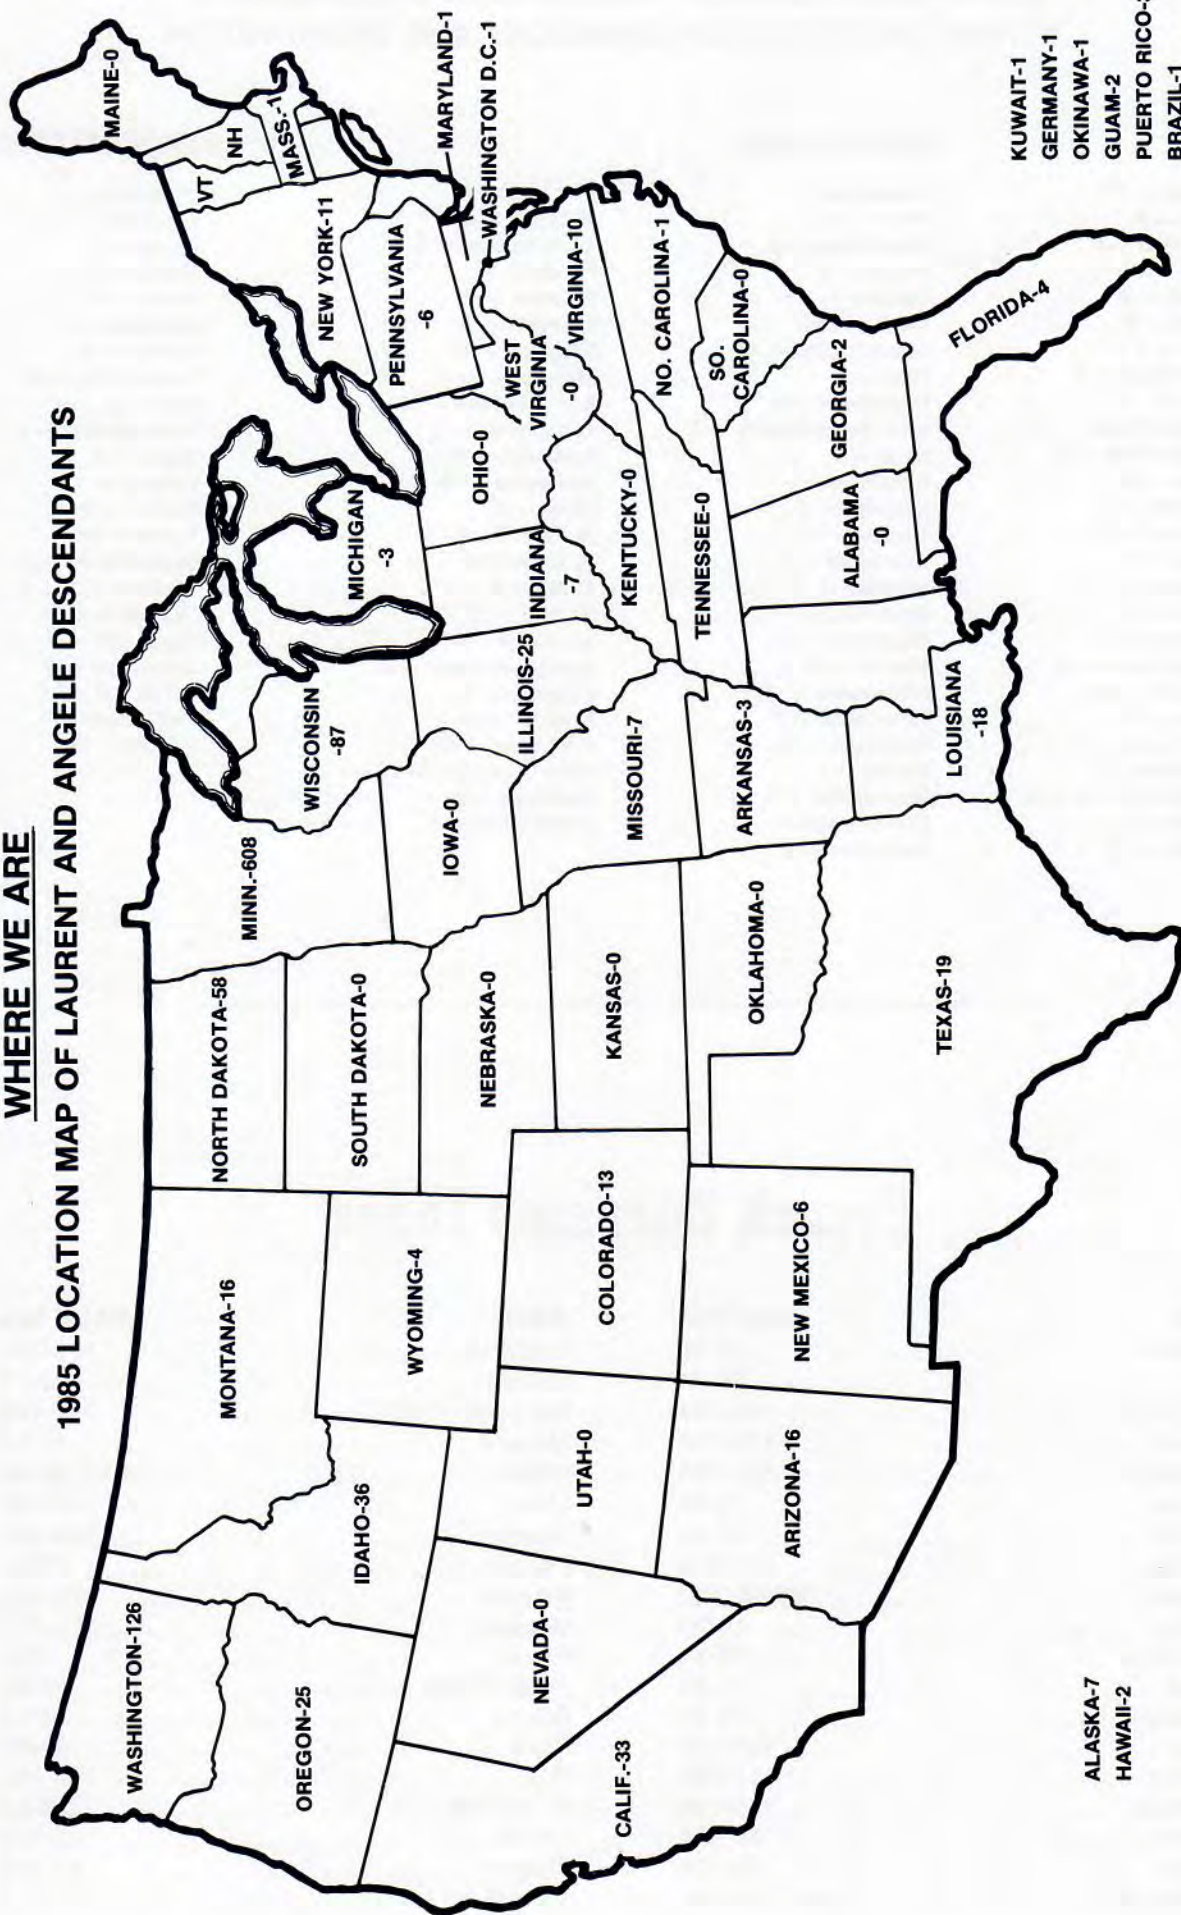 WHERE WE ARE
1985 LOCATION MAP OF LAURENT AND ANGELE DESCENDANTS
WASHINGTON-126
OREGON-25
CALIF.-33
NEVADA-0
IDAHO-36
MONTANA-16
WYOMING-4
UTAH-0
ARIZONA-16
COLORADO-13
NEW MEXICO-6
NORTH DAKOTA-58
SOUTH DAKOTA-0
NEBRASKA-0
KANSAS-0
OKLAHOMA-0
TEXAS-19
MINN.-608
IOWA-0
MISSOURI-7
ARKANSAS-3
LOUISIANA
-18
WISCONSIN
-87
ILLINOIS-25
MICHIGAN
-3
INDIANA
-7
OHIO-0
KENTUCKY-0
TENNESSEE-0
ALABAMA
-0
GEORGIA-2
FLORIDA-4
SO.
CAROLINA-0
NO. CAROLINA-1
VIRGINIA-10
WEST
VIRGINIA
-0
PENNSYLVANIA
-6
NEW YORK-11
VT
NH
MASS.-1
MAINE-0
MARYLAND-1
WASHINGTON D.C.-1
ALASKA-7
HAWAII-2
KUWAIT-1
GERMANY-1
OKINAWA-1
GUAM-2
PUERTO RICO-
BRAZIL-1